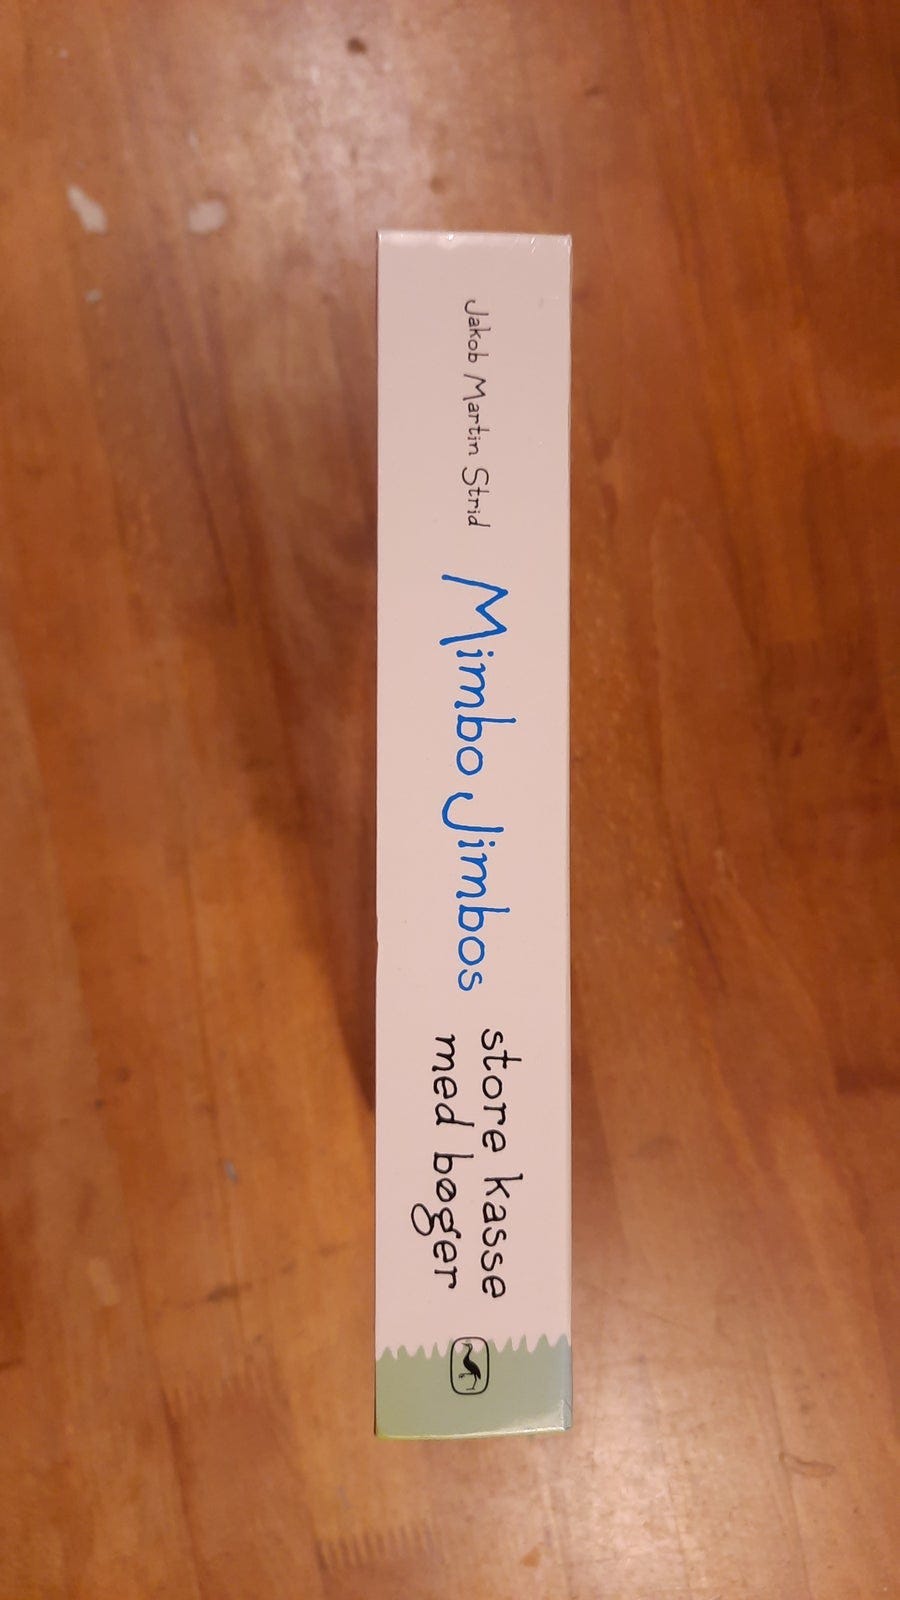 Jakob Martin Strid
Mimbo Jimbos
store kasse
med bøger